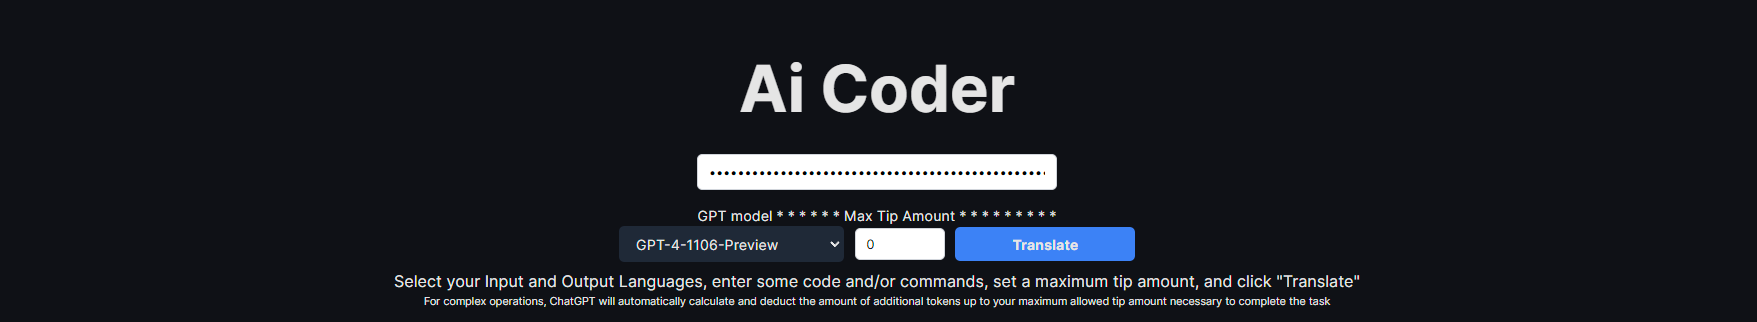 Ai Coder
••••••••••••••••••••••••••••••••••••••••••••••••
GPT model * * * * * * Max Tip Amount * * * * * * * * *
GPT-4-1106-Preview 0 Translate
Select your Input and Output Languages, enter some code and/or commands, set a maximum tip amount, and click "Translate"
For complex operations, ChatGPT will automatically calculate and deduct the amount of additional tokens up to your maximum allowed tip amount necessary to complete the task